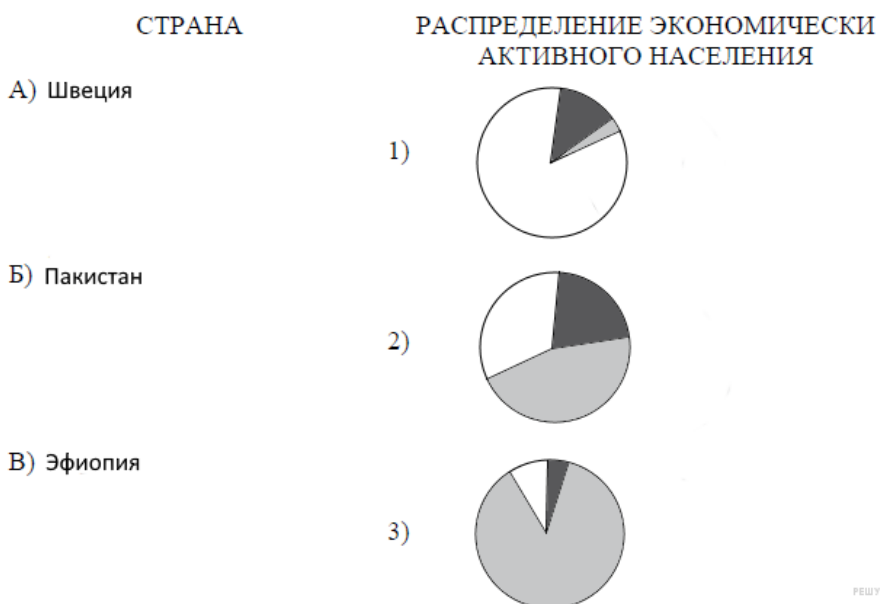 СТРАНА
РАСПРЕДЕЛЕНИЕ ЭКОНОМИЧЕСКИ
АКТИВНОГО НАСЕЛЕНИЯ
А) Швеция
1)
Б) Пакистан
2)
В) Эфиопия
3)
РЕШУ